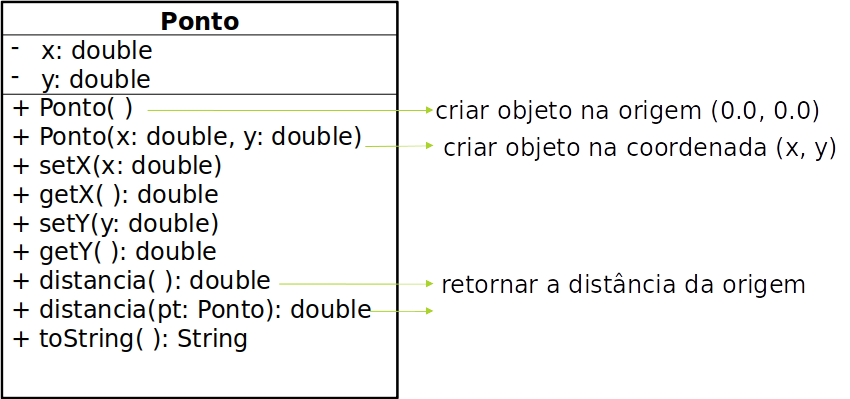 Ponto
- x: double
- y: double
+ Ponto( )
criar objeto na origem (0.0, 0.0)
+ Ponto(x: double, y: double)
criar objeto na coordenada (x, y)
+ setX(x: double)
+ getX( ): double
+ setY(y: double)
+ getY( ): double
+ distancia( ): double
retornar a distância da origem
+ distancia(pt: Ponto): double
+ toString( ): String